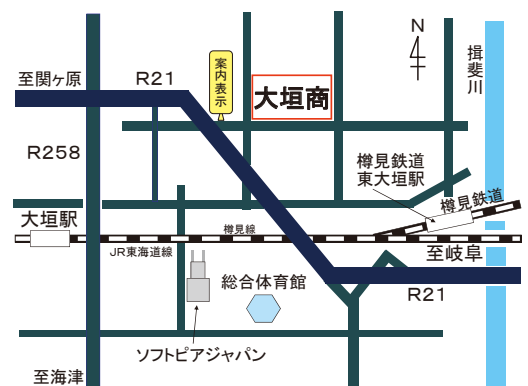 N
至関ヶ原
R21
案内表示
大垣商
揖斐川
R258
樽見鉄道
東大垣駅
樽見鉄道
大垣駅
樽見線
JR東海道線
至岐阜
総合体育館
R21
ソフトピアジャパン
至海津